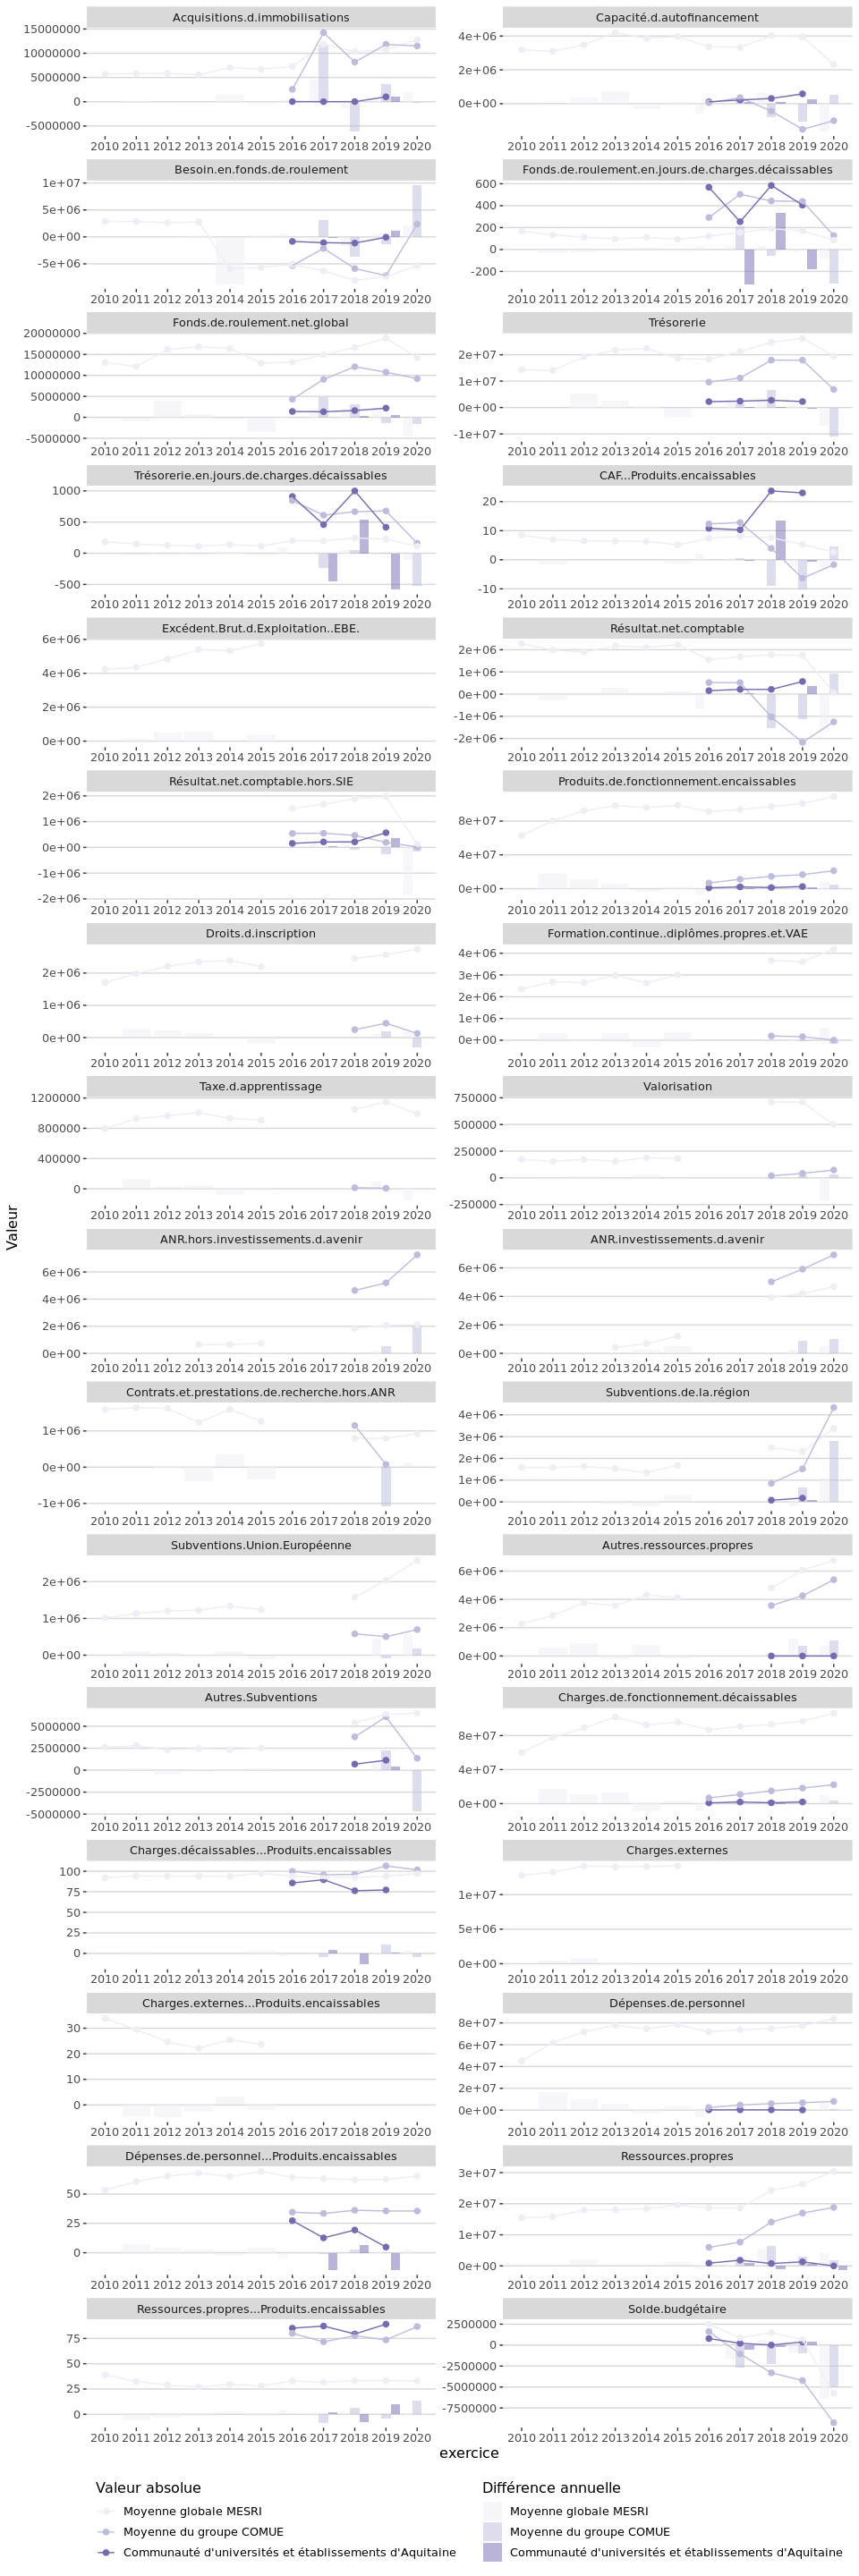 Acquisitions.d.immobilisations
15000000
10000000
5000000
0
-5000000
2010 2011 2012 2013 2014 2015 2016 2017 2018 2019 2020
Capacité.d.autofinancement
4e+06
2e+06
0e+00
2010 2011 2012 2013 2014 2015 2016 2017 2018 2019 2020
Besoin.en.fonds.de.roulement
1e+07
5e+06
0e+00
-5e+06
2010 2011 2012 2013 2014 2015 2016 2017 2018 2019 2020
Fonds.de.roulement.en.jours.de.charges.décaissables
600
400
200
0
-200
2010 2011 2012 2013 2014 2015 2016 2017 2018 2019 2020
Fonds.de.roulement.net.global
20000000
15000000
10000000
5000000
0
-5000000
2010 2011 2012 2013 2014 2015 2016 2017 2018 2019 2020
Trésorerie
2e+07
1e+07
0e+00
-1e+07
2010 2011 2012 2013 2014 2015 2016 2017 2018 2019 2020
Trésorerie.en.jours.de.charges.décaissables
1000
500
0
-500
2010 2011 2012 2013 2014 2015 2016 2017 2018 2019 2020
CAF...Produits.encaissables
20
10
0
-10
2010 2011 2012 2013 2014 2015 2016 2017 2018 2019 2020
Excédent.Brut.d.Exploitation..EBE.
6e+06
4e+06
2e+06
0e+00
2010 2011 2012 2013 2014 2015 2016 2017 2018 2019 2020
Résultat.net.comptable
2e+06
1e+06
0e+00
-1e+06
-2e+06
2010 2011 2012 2013 2014 2015 2016 2017 2018 2019 2020
Résultat.net.comptable.hors.SIE
2e+06
1e+06
0e+00
-1e+06
-2e+06
2010 2011 2012 2013 2014 2015 2016 2017 2018 2019 2020
Produits.de.fonctionnement.encaissables
8e+07
4e+07
0e+00
2010 2011 2012 2013 2014 2015 2016 2017 2018 2019 2020
Droits.d.inscription
2e+06
1e+06
0e+00
2010 2011 2012 2013 2014 2015 2016 2017 2018 2019 2020
Formation.continue..diplômes.propres.et.VAE
4e+06
3e+06
2e+06
1e+06
0e+00
2010 2011 2012 2013 2014 2015 2016 2017 2018 2019 2020
Taxe.d.apprentissage
1200000
800000
400000
0
2010 2011 2012 2013 2014 2015 2016 2017 2018 2019 2020
Valorisation
750000
500000
250000
0
-250000
2010 2011 2012 2013 2014 2015 2016 2017 2018 2019 2020
Valeur
ANR.hors.investissements.d.avenir
6e+06
4e+06
2e+06
0e+00
2010 2011 2012 2013 2014 2015 2016 2017 2018 2019 2020
ANR.investissements.d.avenir
6e+06
4e+06
2e+06
0e+00
2010 2011 2012 2013 2014 2015 2016 2017 2018 2019 2020
Contrats.et.prestations.de.recherche.hors.ANR
1e+06
0e+00
-1e+06
2010 2011 2012 2013 2014 2015 2016 2017 2018 2019 2020
Subventions.de.la.région
4e+06
3e+06
2e+06
1e+06
0e+00
2010 2011 2012 2013 2014 2015 2016 2017 2018 2019 2020
Subventions.Union.Européenne
2e+06
1e+06
0e+00
2010 2011 2012 2013 2014 2015 2016 2017 2018 2019 2020
Autres.ressources.propres
6e+06
4e+06
2e+06
0e+00
2010 2011 2012 2013 2014 2015 2016 2017 2018 2019 2020
Autres.Subventions
5000000
2500000
0
-2500000
-5000000
2010 2011 2012 2013 2014 2015 2016 2017 2018 2019 2020
Charges.de.fonctionnement.décaissables
8e+07
4e+07
0e+00
2010 2011 2012 2013 2014 2015 2016 2017 2018 2019 2020
Charges.décaissables...Produits.encaissables
100
75
50
25
0
2010 2011 2012 2013 2014 2015 2016 2017 2018 2019 2020
Charges.externes
1e+07
5e+06
0e+00
2010 2011 2012 2013 2014 2015 2016 2017 2018 2019 2020
Charges.externes...Produits.encaissables
30
20
10
0
2010 2011 2012 2013 2014 2015 2016 2017 2018 2019 2020
Dépenses.de.personnel
8e+07
6e+07
4e+07
2e+07
0e+00
2010 2011 2012 2013 2014 2015 2016 2017 2018 2019 2020
Dépenses.de.personnel...Produits.encaissables
50
25
0
2010 2011 2012 2013 2014 2015 2016 2017 2018 2019 2020
Ressources.propres
3e+07
2e+07
1e+07
0e+00
2010 2011 2012 2013 2014 2015 2016 2017 2018 2019 2020
Ressources.propres...Produits.encaissables
75
50
25
0
2010 2011 2012 2013 2014 2015 2016 2017 2018 2019 2020
Solde.budgétaire
2500000
0
-2500000
-5000000
-7500000
2010 2011 2012 2013 2014 2015 2016 2017 2018 2019 2020
exercice
Valeur absolue
Moyenne globale MESRI
Moyenne du groupe COMUE
Communauté d'universités et établissements d'Aquitaine
Différence annuelle
Moyenne globale MESRI
Moyenne du groupe COMUE
Communauté d'universités et établissements d'Aquitaine